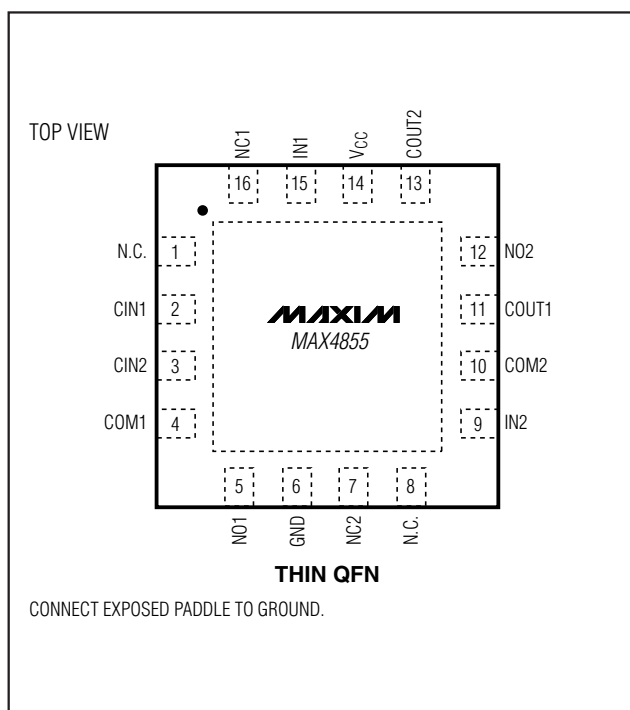 TOP VIEW
NC1
IN1
VCC
COUT2
16
15
14
13
N.C.
1
12
NO2
CIN1
2
MAXIM
11
COUT1
CIN2
3
MAX4855
10
COM2
COM1
4
9
IN2
5
6
7
8
NO1
GND
NC2
N.C.
THIN QFN
CONNECT EXPOSED PADDLE TO GROUND.